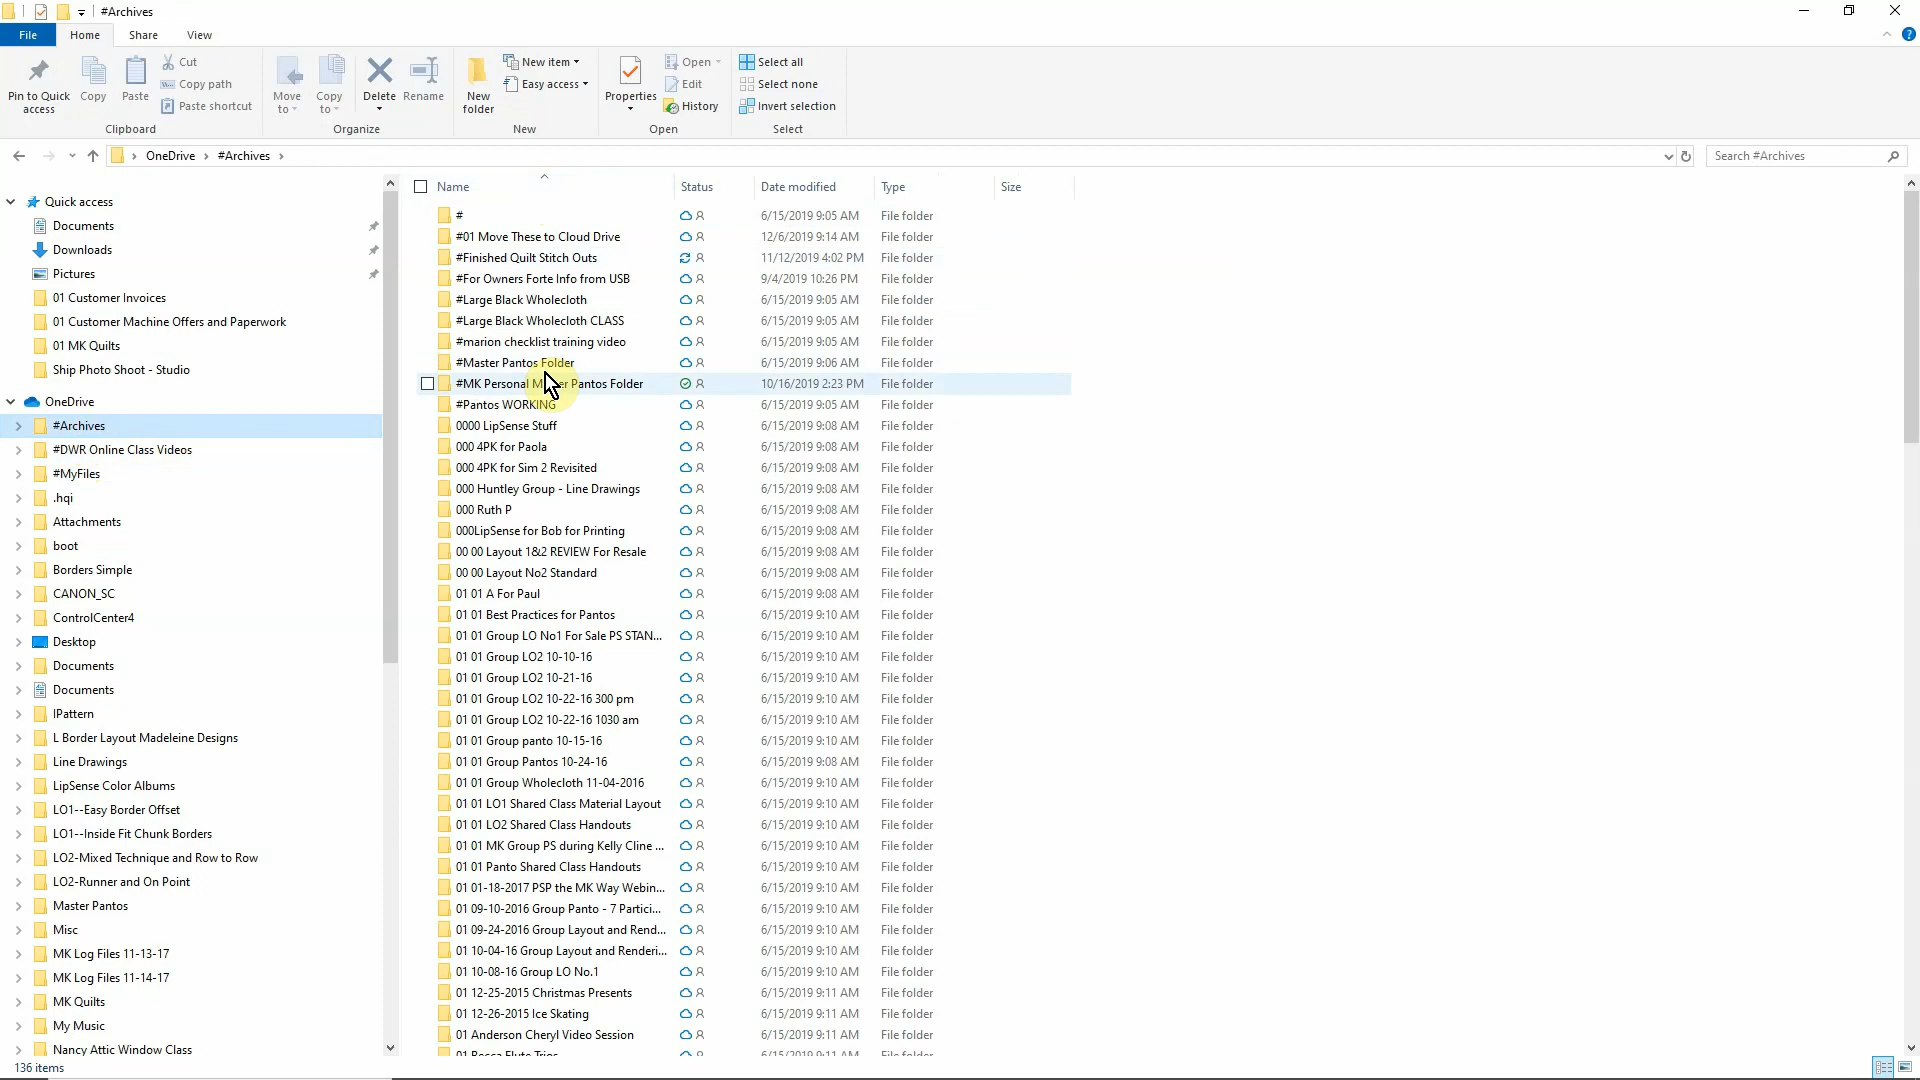 #Archives
File Home Share View
Pin to Quick access
Copy
Paste
Cut
Copy path
Paste shortcut
Move to
Copy to
Delete
Rename
New folder
New item
Easy access
Properties
Open
Edit
History
Select all
Select none
Invert selection
Clipboard Organize New Open Select
OneDrive › #Archives ›
Search #Archives
Quick access
Documents
Downloads
Pictures
01 Customer Invoices
01 Customer Machine Offers and Paperwork
01 MK Quilts
Ship Photo Shoot - Studio
OneDrive
#Archives
#DWR Online Class Videos
#MyFiles
.hqi
Attachments
boot
Borders Simple
CANON_SC
ControlCenter4
Desktop
Documents
Documents
IPattern
L Border Layout Madeleine Designs
Line Drawings
LipSense Color Albums
LO1--Easy Border Offset
LO1--Inside Fit Chunk Borders
LO2-Mixed Technique and Row to Row
LO2-Runner and On Point
Master Pantos
Misc
MK Log Files 11-13-17
MK Log Files 11-14-17
MK Quilts
My Music
Nancy Attic Window Class
Name Status Date modified Type Size
# 6/15/2019 9:05 AM File folder
#01 Move These to Cloud Drive 12/6/2019 9:14 AM File folder
#Finished Quilt Stitch Outs 11/12/2019 4:02 PM File folder
#For Owners Forte Info from USB 9/4/2019 10:26 PM File folder
#Large Black Wholecloth 6/15/2019 9:05 AM File folder
#Large Black Wholecloth CLASS 6/15/2019 9:05 AM File folder
#marion checklist training video 6/15/2019 9:05 AM File folder
#Master Pantos Folder 6/15/2019 9:06 AM File folder
#MK Personal Pantos Folder 10/16/2019 2:23 PM File folder
#Pantos WORKING 6/15/2019 9:05 AM File folder
0000 LipSense Stuff 6/15/2019 9:08 AM File folder
000 4PK for Paola 6/15/2019 9:08 AM File folder
000 4PK for Sim 2 Revisited 6/15/2019 9:08 AM File folder
000 Huntley Group - Line Drawings 6/15/2019 9:08 AM File folder
000 Ruth P 6/15/2019 9:08 AM File folder
000LipSense for Bob for Printing 6/15/2019 9:08 AM File folder
00 00 Layout 1&2 REVIEW For Resale 6/15/2019 9:08 AM File folder
00 00 Layout No2 Standard 6/15/2019 9:08 AM File folder
01 01 A For Paul 6/15/2019 9:08 AM File folder
01 01 Best Practices for Pantos 6/15/2019 9:10 AM File folder
01 01 Group LO No1 For Sale PS STAN... 6/15/2019 9:10 AM File folder
01 01 Group LO2 10-10-16 6/15/2019 9:10 AM File folder
01 01 Group LO2 10-21-16 6/15/2019 9:10 AM File folder
01 01 Group LO2 10-22-16 300 pm 6/15/2019 9:10 AM File folder
01 01 Group LO2 10-22-16 1030 am 6/15/2019 9:10 AM File folder
01 01 Group panto 10-15-16 6/15/2019 9:10 AM File folder
01 01 Group Pantos 10-24-16 6/15/2019 9:08 AM File folder
01 01 Group Wholecloth 11-04-2016 6/15/2019 9:10 AM File folder
01 01 LO1 Shared Class Material Layout 6/15/2019 9:10 AM File folder
01 01 LO2 Shared Class Handouts 6/15/2019 9:10 AM File folder
01 01 MK Group PS during Kelly Cline ... 6/15/2019 9:10 AM File folder
01 01 Panto Shared Class Handouts 6/15/2019 9:10 AM File folder
01 01-18-2017 PSP the MK Way Webin... 6/15/2019 9:10 AM File folder
01 09-10-2016 Group Panto - 7 Partici... 6/15/2019 9:10 AM File folder
01 09-24-2016 Group Layout and Rend... 6/15/2019 9:10 AM File folder
01 10-04-16 Group Layout and Renderi... 6/15/2019 9:10 AM File folder
01 10-08-16 Group LO No.1 6/15/2019 9:10 AM File folder
01 12-25-2015 Christmas Presents 6/15/2019 9:11 AM File folder
01 12-26-2015 Ice Skating 6/15/2019 9:11 AM File folder
01 Anderson Cheryl Video Session 6/15/2019 9:11 AM File folder
136 items